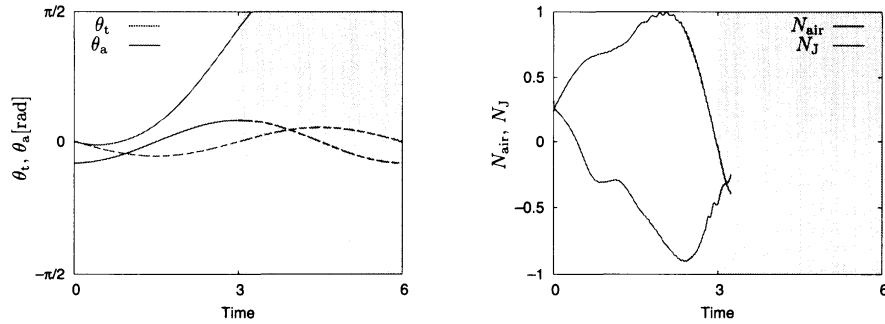 π/2
0
−π/2
θt, θa[rad]
θt
θa
0
3
6
Time
1
0.5
0
−0.5
−1
Nair, NJ
Nair
NJ
0
3
6
Time